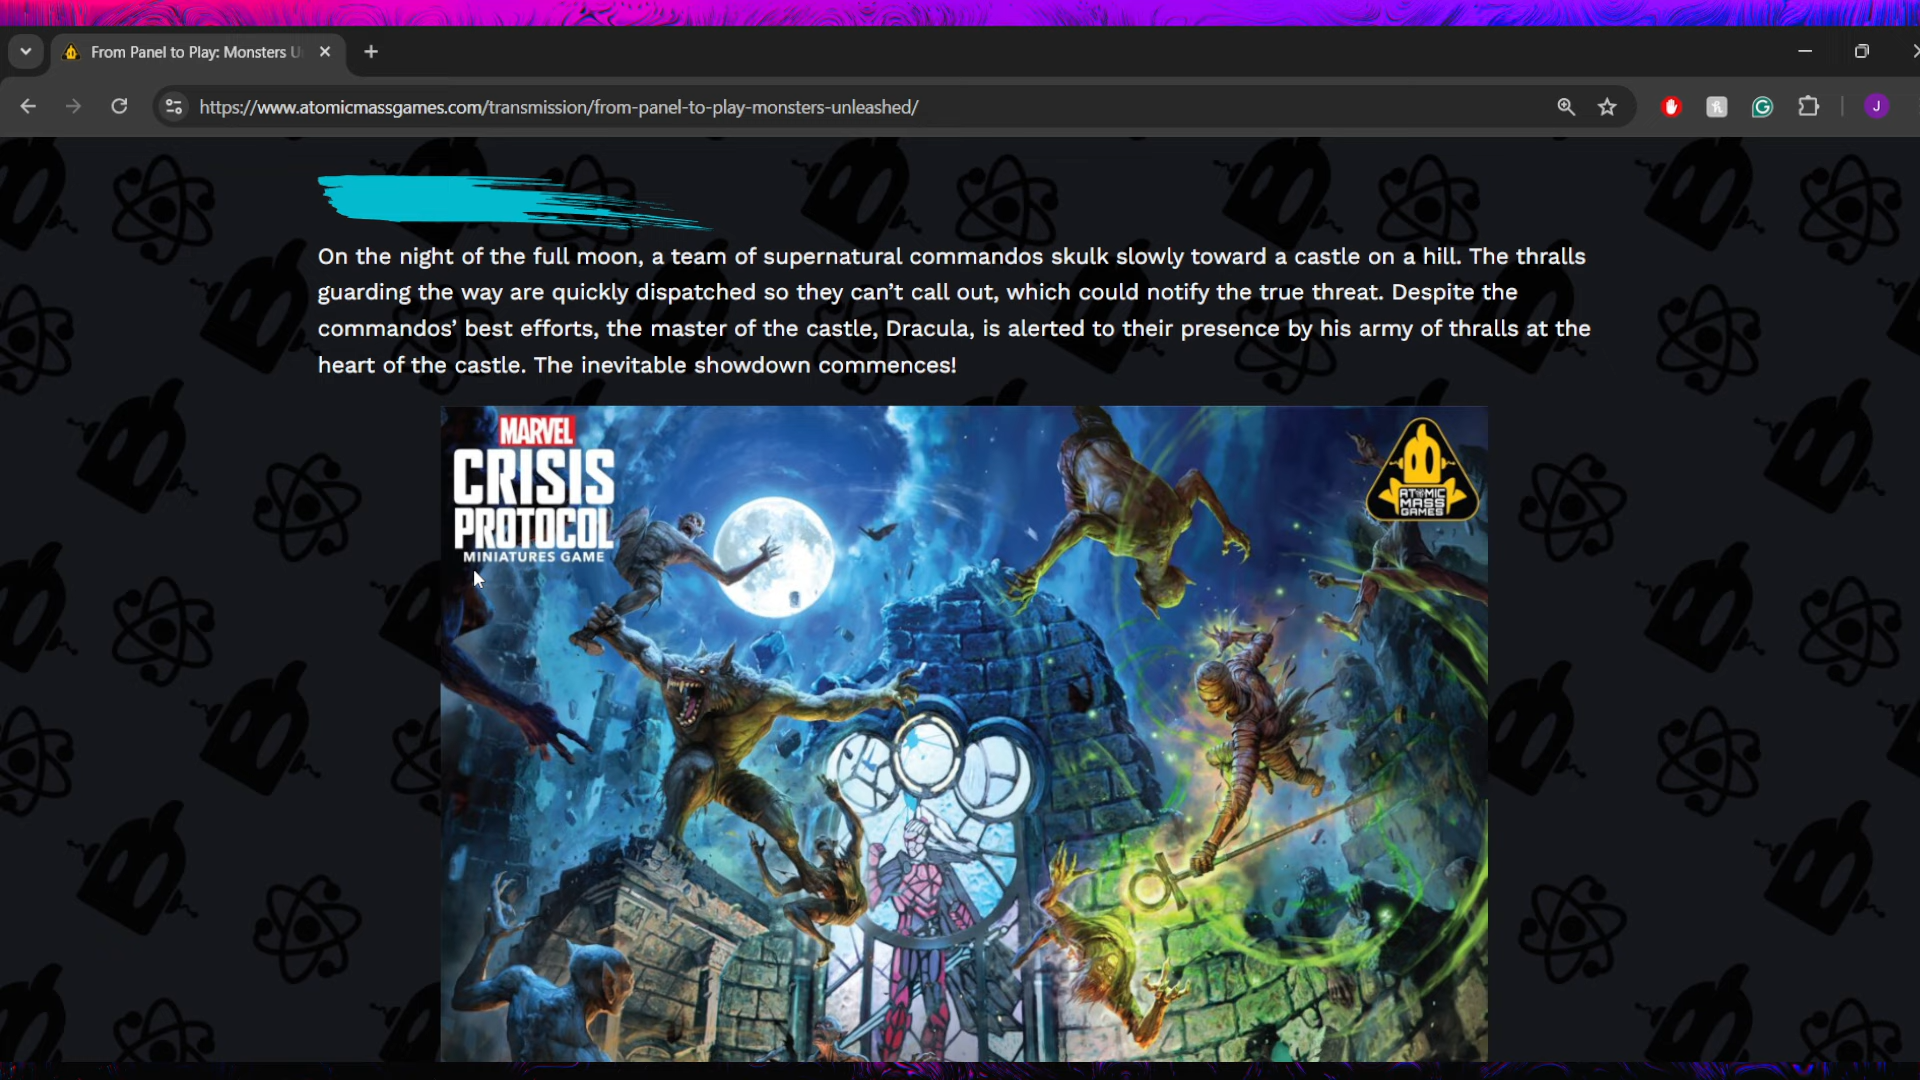 From Panel to Play: Monsters U
https://www.atomicmassgames.com/transmission/from-panel-to-play-monsters-unleashed/
J
On the night of the full moon, a team of supernatural commandos skulk slowly toward a castle on a hill. The thralls
guarding the way are quickly dispatched so they can’t call out, which could notify the true threat. Despite the
commandos’ best efforts, the master of the castle, Dracula, is alerted to their presence by his army of thralls at the
heart of the castle. The inevitable showdown commences!
MARVEL
CRISIS
PROTOCOL
MINIATURES GAME
ATOMIC
MASS
GAMES